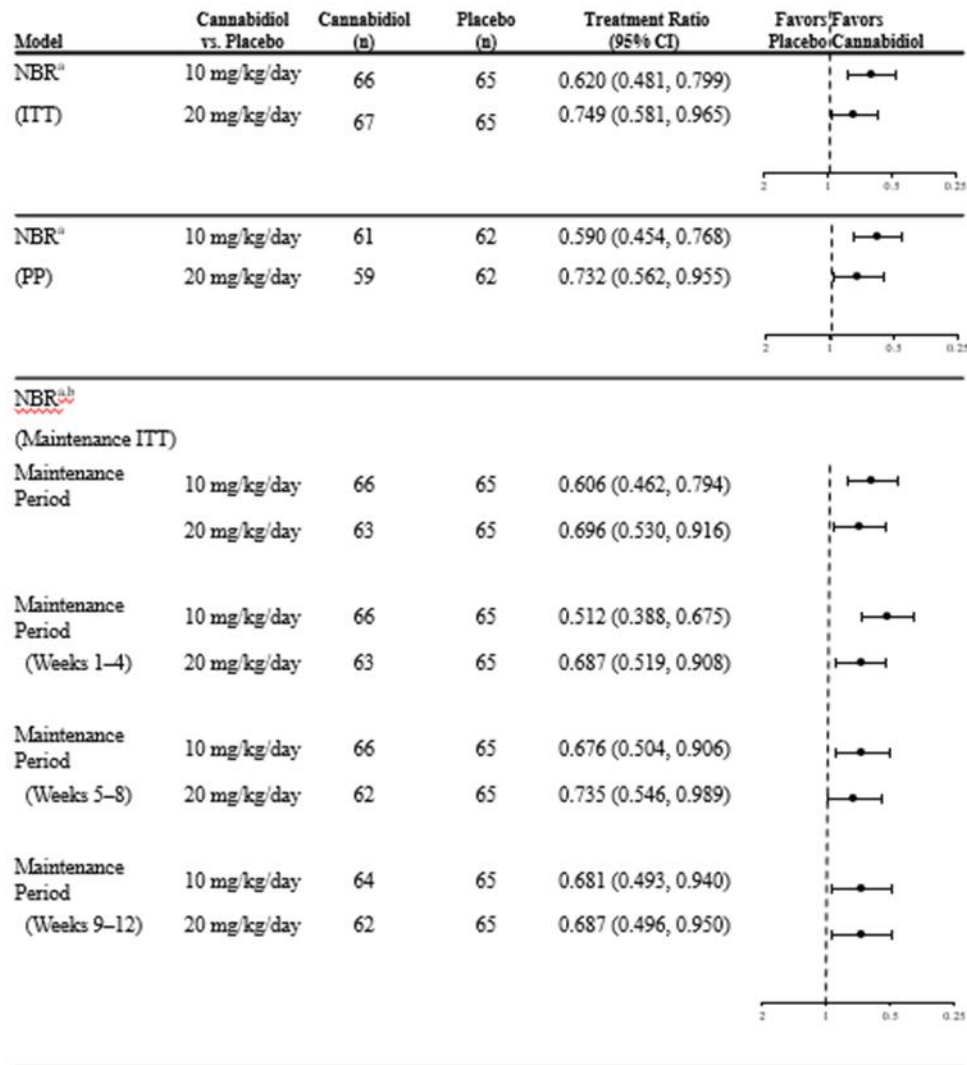 Cannabidiol Cannabidiol Placebo Treatment Ratio Favors Favors
Model vs. Placebo (n) (n) (95% CI) Placebo Cannabidiol
NBRᵃ 10 mg/kg/day 66 65 0.620 (0.481, 0.799)
(ITT) 20 mg/kg/day 67 65 0.749 (0.581, 0.965)
2 1 0.5 0.25
NBRᵃ 10 mg/kg/day 61 62 0.590 (0.454, 0.768)
(PP) 20 mg/kg/day 59 62 0.732 (0.562, 0.955)
2 1 0.5 0.25
NBRᵃ,ᵇ
(Maintenance ITT)
Maintenance
Period 10 mg/kg/day 66 65 0.606 (0.462, 0.794)
20 mg/kg/day 63 65 0.696 (0.530, 0.916)
Maintenance
Period 10 mg/kg/day 66 65 0.512 (0.388, 0.675)
(Weeks 1–4) 20 mg/kg/day 63 65 0.687 (0.519, 0.908)
Maintenance
Period 10 mg/kg/day 66 65 0.676 (0.504, 0.906)
(Weeks 5–8) 20 mg/kg/day 62 65 0.735 (0.546, 0.989)
Maintenance
Period 10 mg/kg/day 64 65 0.681 (0.493, 0.940)
(Weeks 9–12) 20 mg/kg/day 62 65 0.687 (0.496, 0.950)
2 1 0.5 0.25